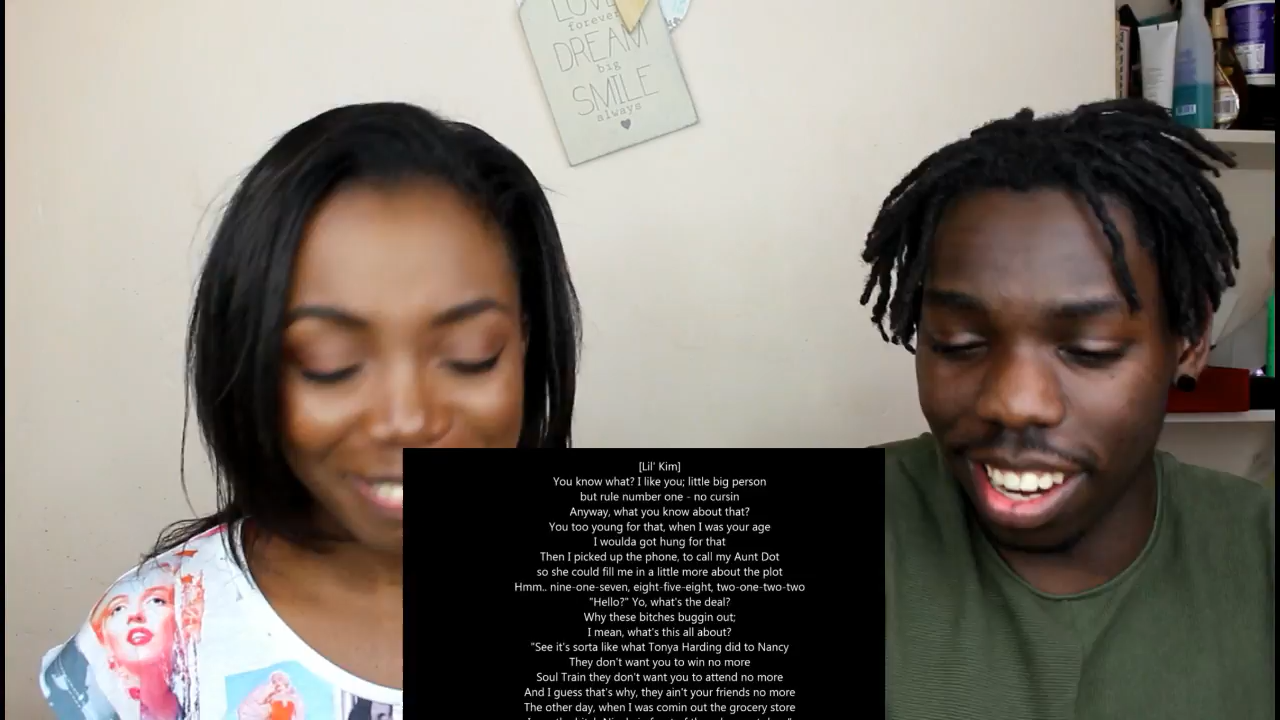 LOVE
forever
DREAM
big
SMILE
always
[Lil' Kim]
You know what? I like you; little big person
but rule number one - no cursin
Anyway, what you know about that?
You too young for that, when I was your age
I woulda got hung for that
Then I picked up the phone, to call my Aunt Dot
so she could fill me in a little more about the plot
Hmm.. nine-one-seven, eight-five-eight, two-one-two-two
"Hello?" Yo, what's the deal?
Why these bitches buggin out;
I mean, what's this all about?
"See it's sorta like what Tonya Harding did to Nancy
They don't want you to win no more
Soul Train they don't want you to attend no more
And I guess that's why, they ain't your friends no more
The other day, when I was comin out the grocery store